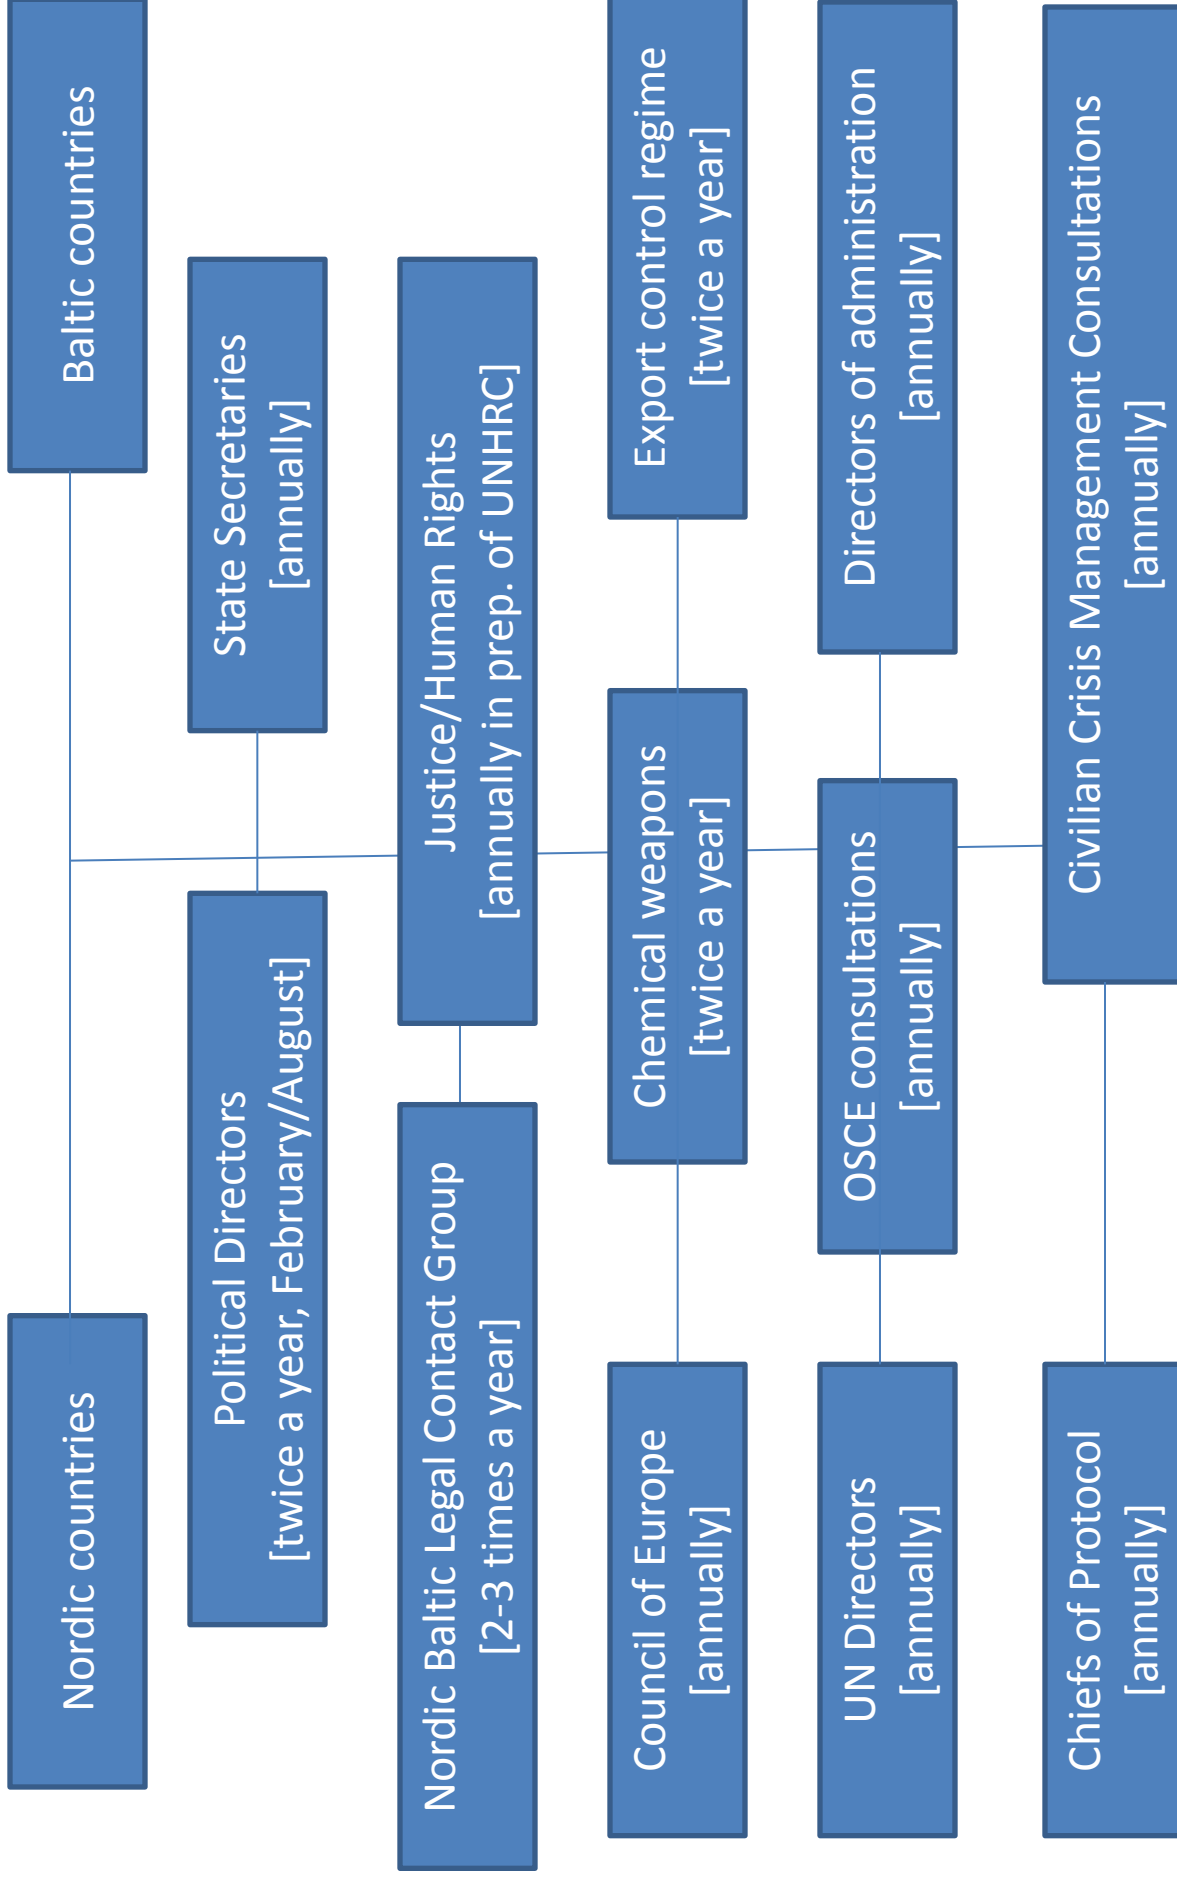 Nordic countries
Baltic countries
Political Directors
[twice a year, February/August]
State Secretaries
[annually]
Nordic Baltic Legal Contact Group
[2-3 times a year]
Justice/Human Rights
[annually in prep. of UNHRC]
Council of Europe
[annually]
Chemical weapons
[twice a year]
Export control regime
[twice a year]
UN Directors
[annually]
OSCE consultations
[annually]
Directors of administration
[annually]
Chiefs of Protocol
[annually]
Civilian Crisis Management Consultations
[annually]